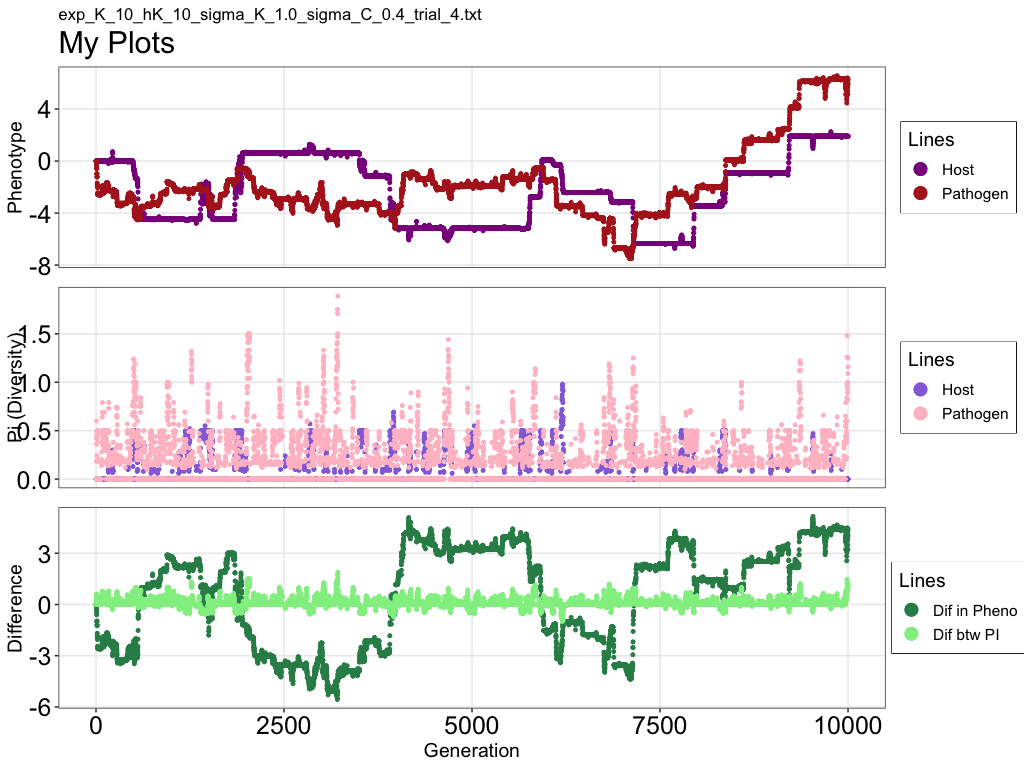 exp_K_10_hK_10_sigma_K_1.0_sigma_C_0.4_trial_4.txt
My Plots
Phenotype
4
0
-4
-8
Lines
Host
Pathogen
Pi (Diversity)
1.5
1.0
0.5
0.0
Lines
Host
Pathogen
Difference
3
0
-3
-6
Lines
Dif in Pheno
Dif btw PI
0 2500 5000 7500 10000
Generation